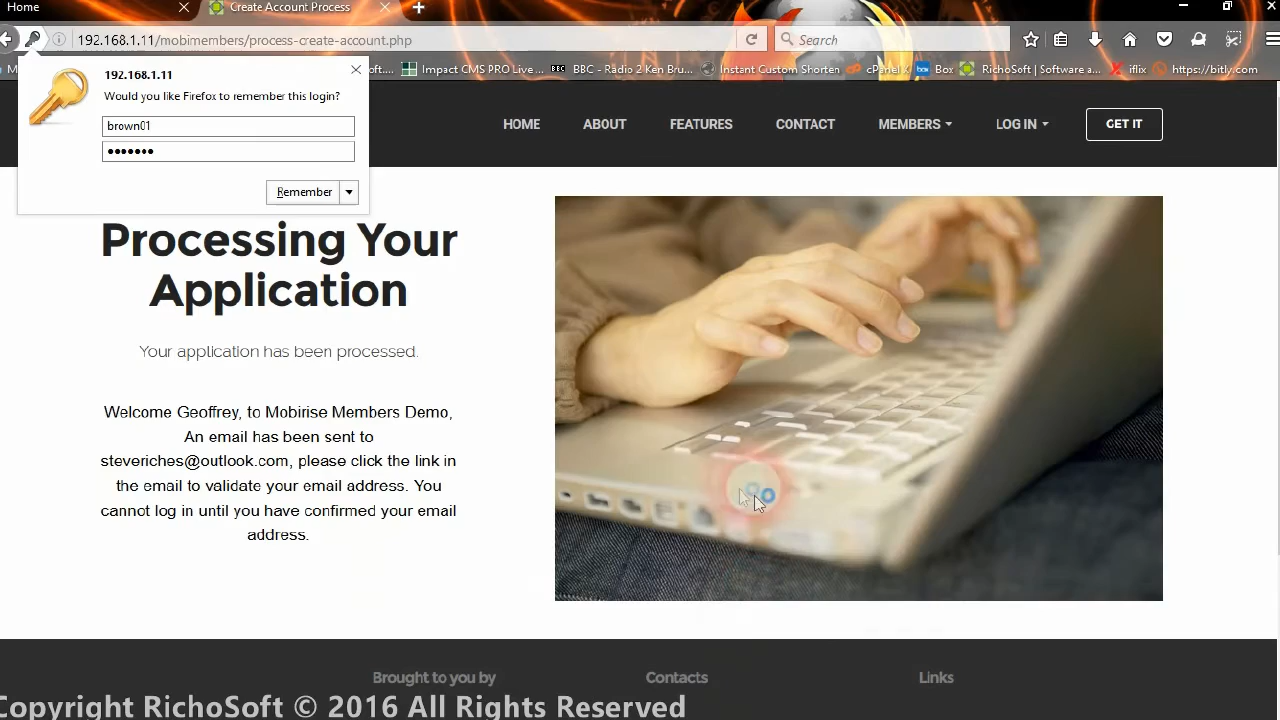 Home
Create Account Process
192.168.1.11/mobimembers/process-create-account.php
Search
Impact CMS PRO Live ...
BBC
BBC - Radio 2 Ken Bru...
Instant Custom Shorten
cPanel X
box
Box
RichoSoft | Software a...
iflix
https://bitly.com
192.168.1.11
Would you like Firefox to remember this login?
brown01
•••••••
Remember
HOME
ABOUT
FEATURES
CONTACT
MEMBERS
LOG IN
GET IT
Processing Your
Application
Your application has been processed.
Welcome Geoffrey, to Mobirise Members Demo,
An email has been sent to
steveriches@outlook.com, please click the link in
the email to validate your email address. You
cannot log in until you have confirmed your email
address.
Brought to you by
Contacts
Links
Copyright RichoSoft © 2016 All Rights Reserved